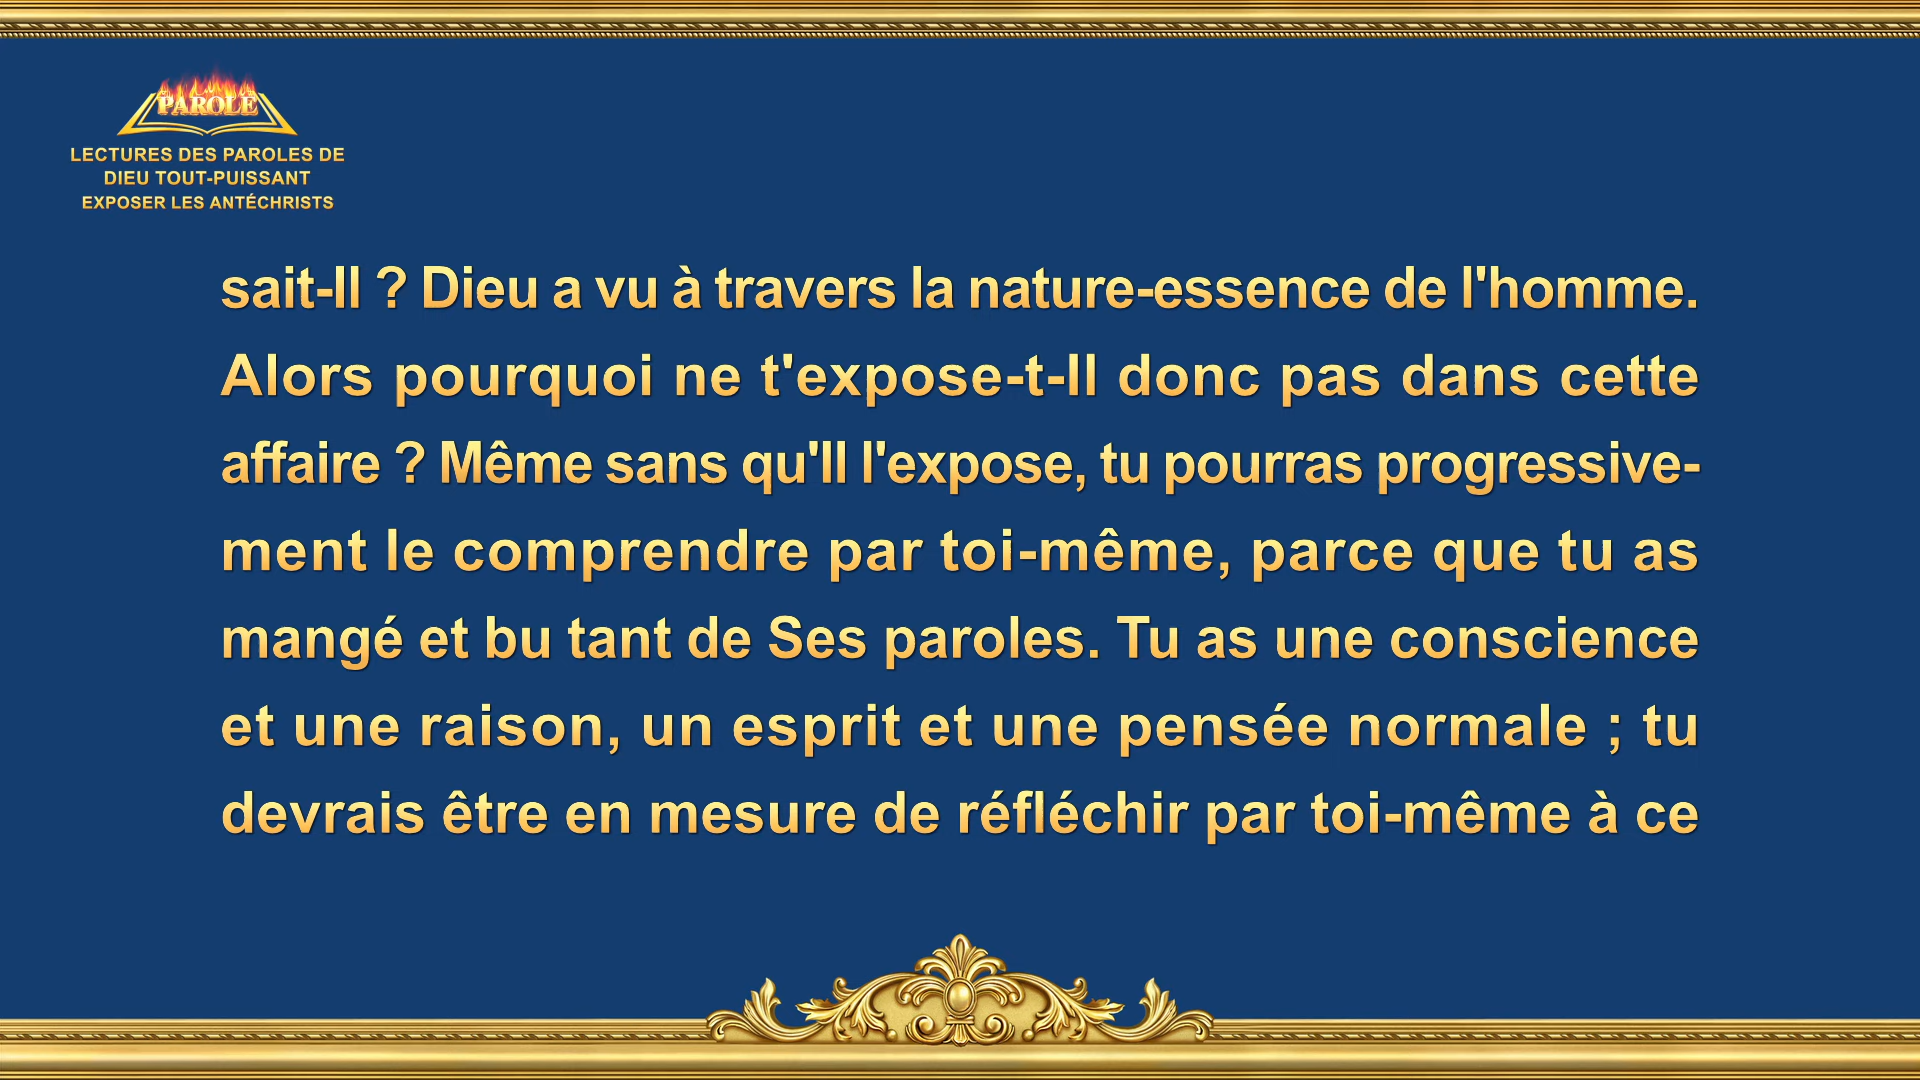 PAROLE
LECTURES DES PAROLES DE
DIEU TOUT-PUISSANT
EXPOSER LES ANTÉCHRISTS
sait-Il ? Dieu a vu à travers la nature-essence de l'homme.
Alors pourquoi ne t'expose-t-Il donc pas dans cette
affaire ? Même sans qu'Il l'expose, tu pourras progressive-
ment le comprendre par toi-même, parce que tu as
mangé et bu tant de Ses paroles. Tu as une conscience
et une raison, un esprit et une pensée normale ; tu
devrais être en mesure de réfléchir par toi-même à ce